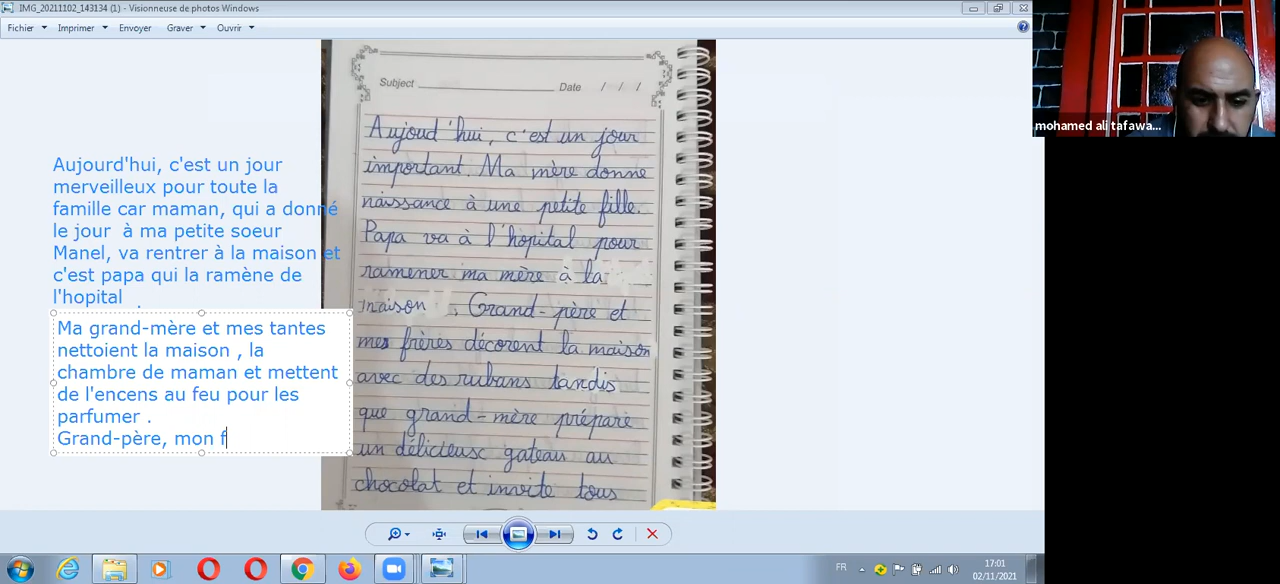 IMG_20211102_143134 (1) - Visionneuse de photos Windows
Fichier Imprimer Envoyer Graver Ouvrir
mohamed ali tafawa...
Aujourd'hui, c'est un jour
merveilleux pour toute la
famille car maman, qui a donné
le jour à ma petite soeur
Manel, va rentrer à la maison et
c'est papa qui la ramène de
l'hopital .
Ma grand-mère et mes tantes
nettoient la maison , la
chambre de maman et mettent
de l'encens au feu pour les
parfumer .
Grand-père, mon f
Subject Date / / /
Aujoud'hui, c'est un jour
important. Ma mère donne
naissance à une petite fille.
Papa va à l'hopital pour
ramener ma mère à la
maison . Grand-père et
mes frères décorent la maison
avec des rubans tandis
que grand-mère prépare
un délicieusc gateau au
chocolat et invite tous
FR 17:01
02/11/2021